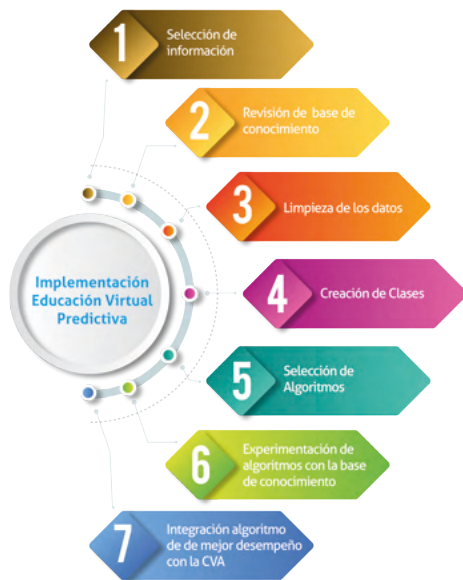 1
Selección de
información
2
Revisión de base de
conocimiento
3
Limpieza de los datos
Implementación
Educación Virtual
Predictiva
4
Creación de Clases
5
Selección de
Algoritmos
6
Experimentación de
algoritmos con la base
de conocimiento
7
Integración algoritmo
de de mejor desempeño
con la CVA